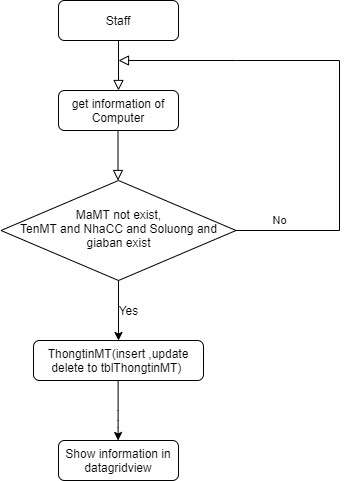 Staff
get information of
Computer
MaMT not exist,
TenMT and NhaCC and Soluong and
giaban exist
No
Yes
ThongtinMT(insert ,update
delete to tblThongtinMT)
Show information in
datagridview